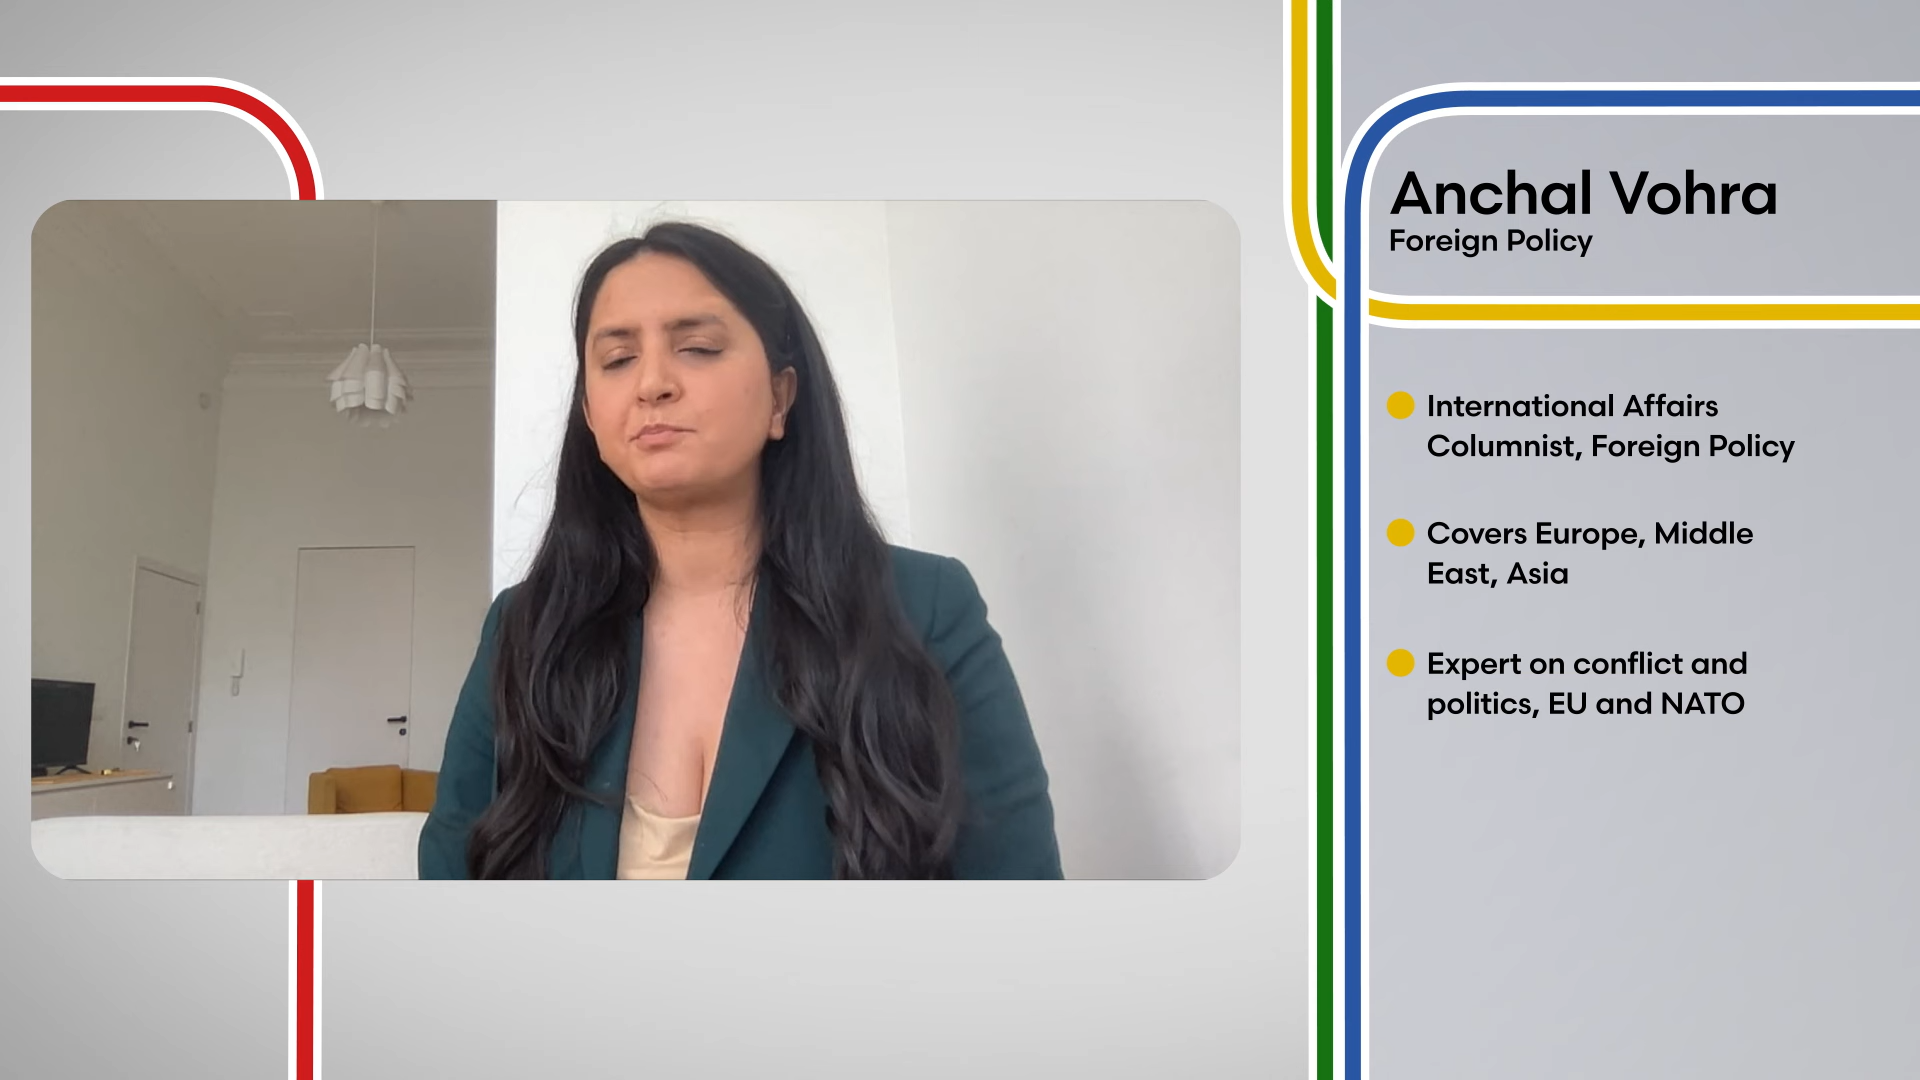 Anchal Vohra
Foreign Policy
International Affairs
Columnist, Foreign Policy
Covers Europe, Middle
East, Asia
Expert on conflict and
politics, EU and NATO